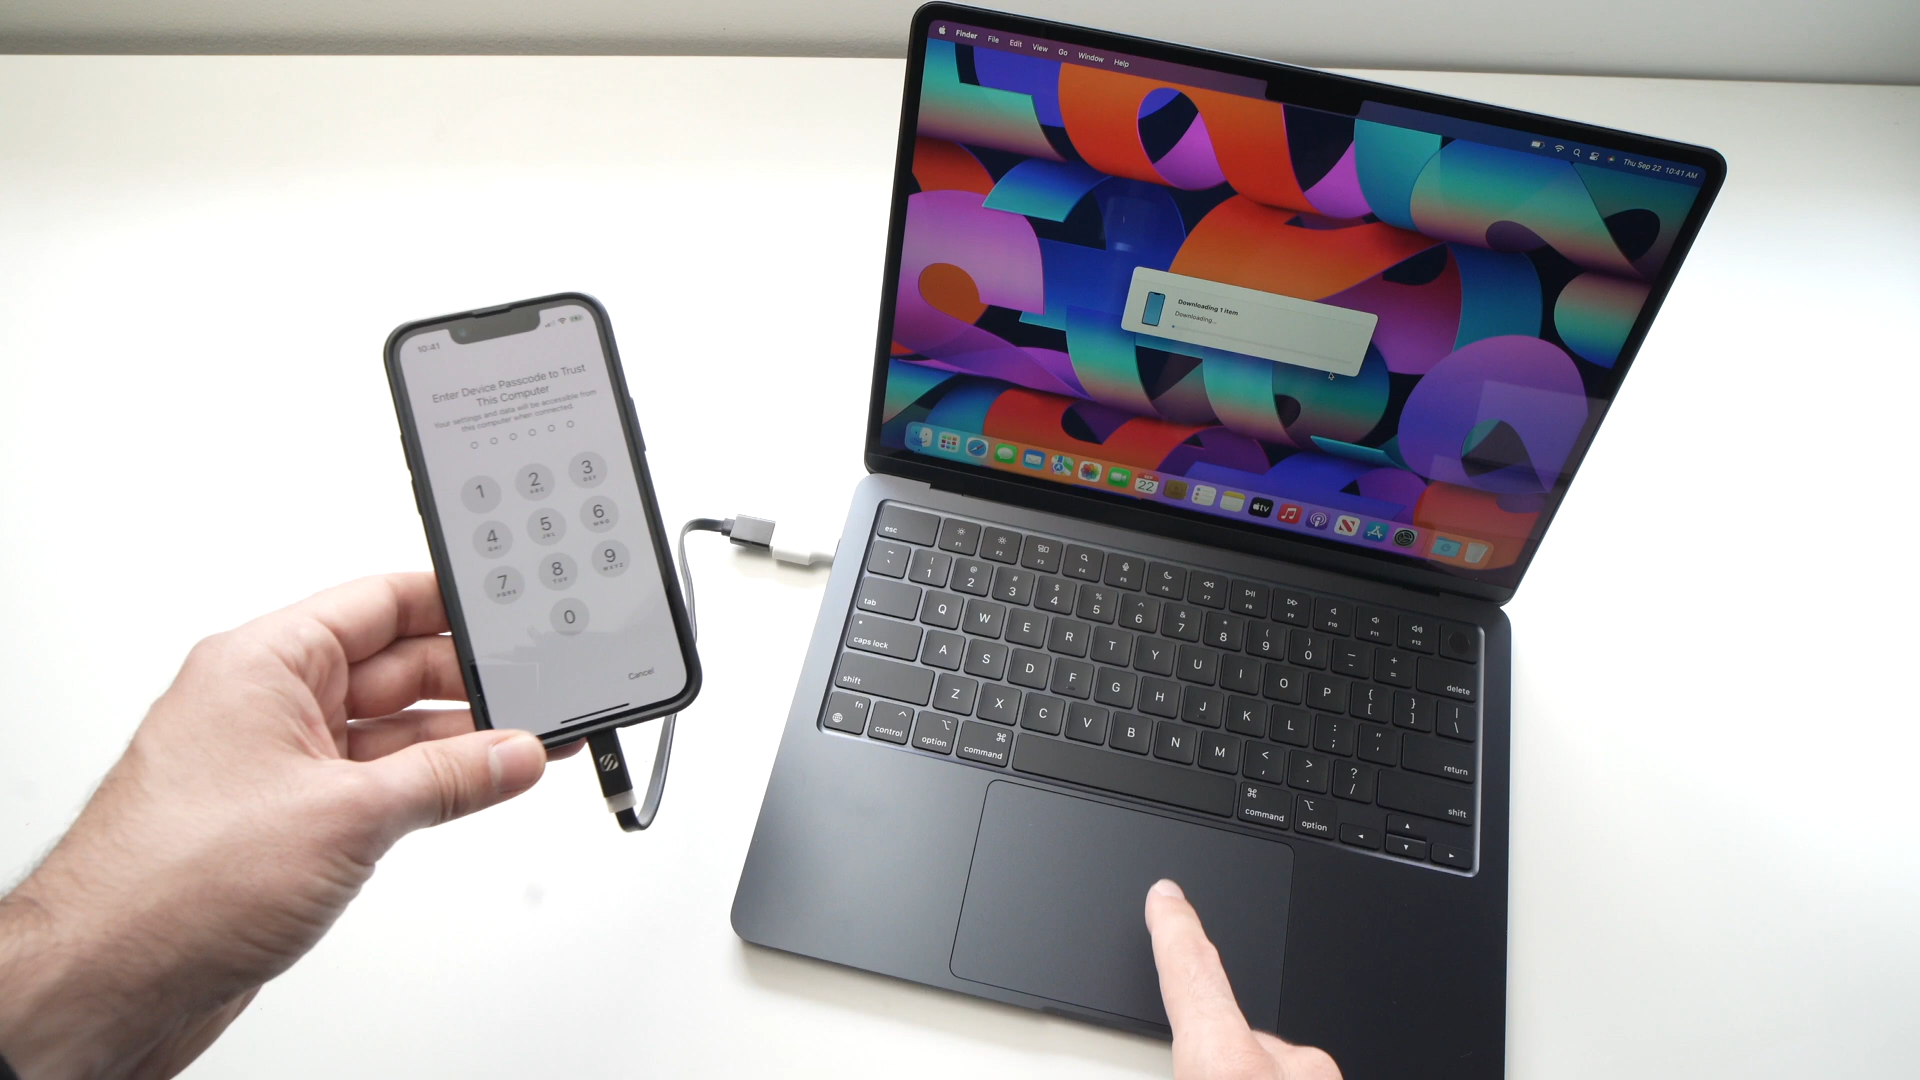 10:41
Enter Device Passcode to Trust
This Computer
Your settings and data will be accessible from
this computer when connected.
1
2
ABC
3
DEF
4
GHI
5
JKL
6
MNO
7
PQRS
8
TUV
9
WXYZ
0
Cancel
Finder File Edit View Go Window Help
Thu Sep 22 10:41 AM
Downloading 1 item
Downloading...
22
tv
esc F1 F2 F3 F4 F5 F6 F7 F8 F9 F10 F11 F12
~ ! @ # $ % ^ & * ( ) _ +
` 1 2 3 4 5 6 7 8 9 0 - = delete
tab Q W E R T Y U I O P { [ } ] | \
caps lock A S D F G H J K L : ; " ' return
shift Z X C V B N M < , > . ? / shift
fn control option command command option